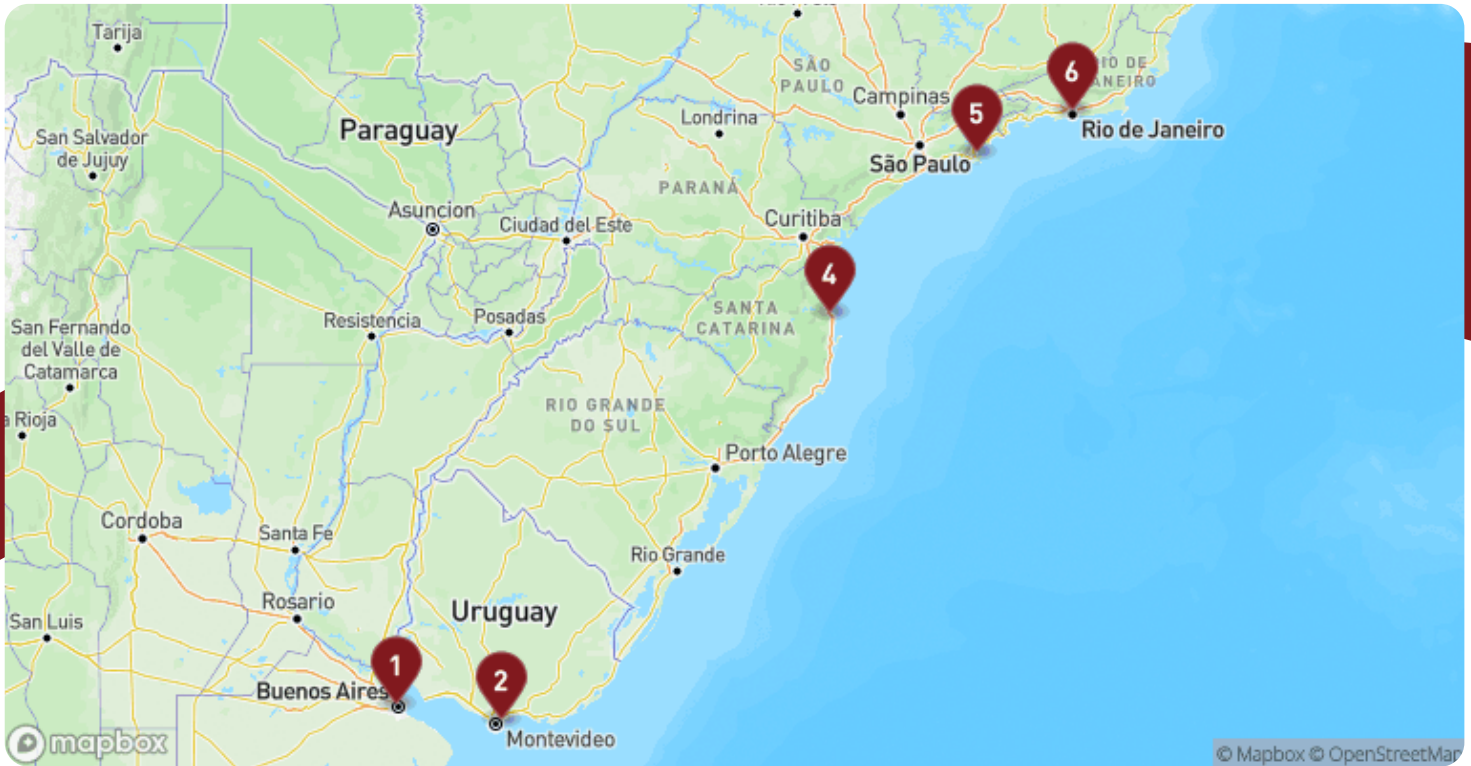 Tarija
SÃO
PAULO
6
IO DE
ANEIRO
Campinas
5
Londrina
Rio de Janeiro
Paraguay
San Salvador
de Jujuy
São Paulo
PARANÁ
Asuncion
Ciudad del Este
Curitiba
4
SANTA
CATARINA
Resistencia
Posadas
San Fernando
del Valle de
Catamarca
a Rioja
RIO GRANDE
DO SUL
Porto Alegre
Cordoba
Santa Fe
Rio Grande
Rosario
Uruguay
San Luis
1
2
Buenos Aires
Montevideo
mapbox
© Mapbox © OpenStreetMap